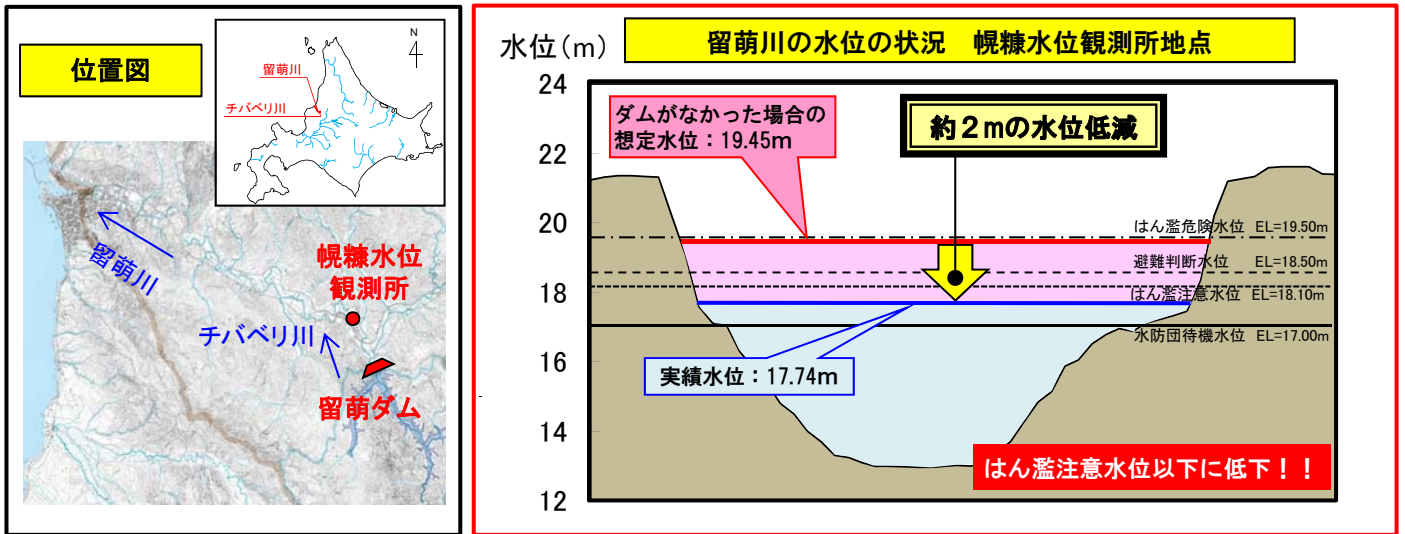 位置図
N
4
留萌川
チバベリ川
留萌川
幌糠水位
観測所
チバベリ川
留萌ダム
水位(m)
留萌川の水位の状況 幌糠水位観測所地点
24
22
20
18
16
14
12
ダムがなかった場合の
想定水位：19.45m
約２mの水位低減
はん濫危険水位 EL=19.50m
避難判断水位 EL=18.50m
はん濫注意水位 EL=18.10m
水防団待機水位 EL=17.00m
実績水位：17.74m
はん濫注意水位以下に低下！！